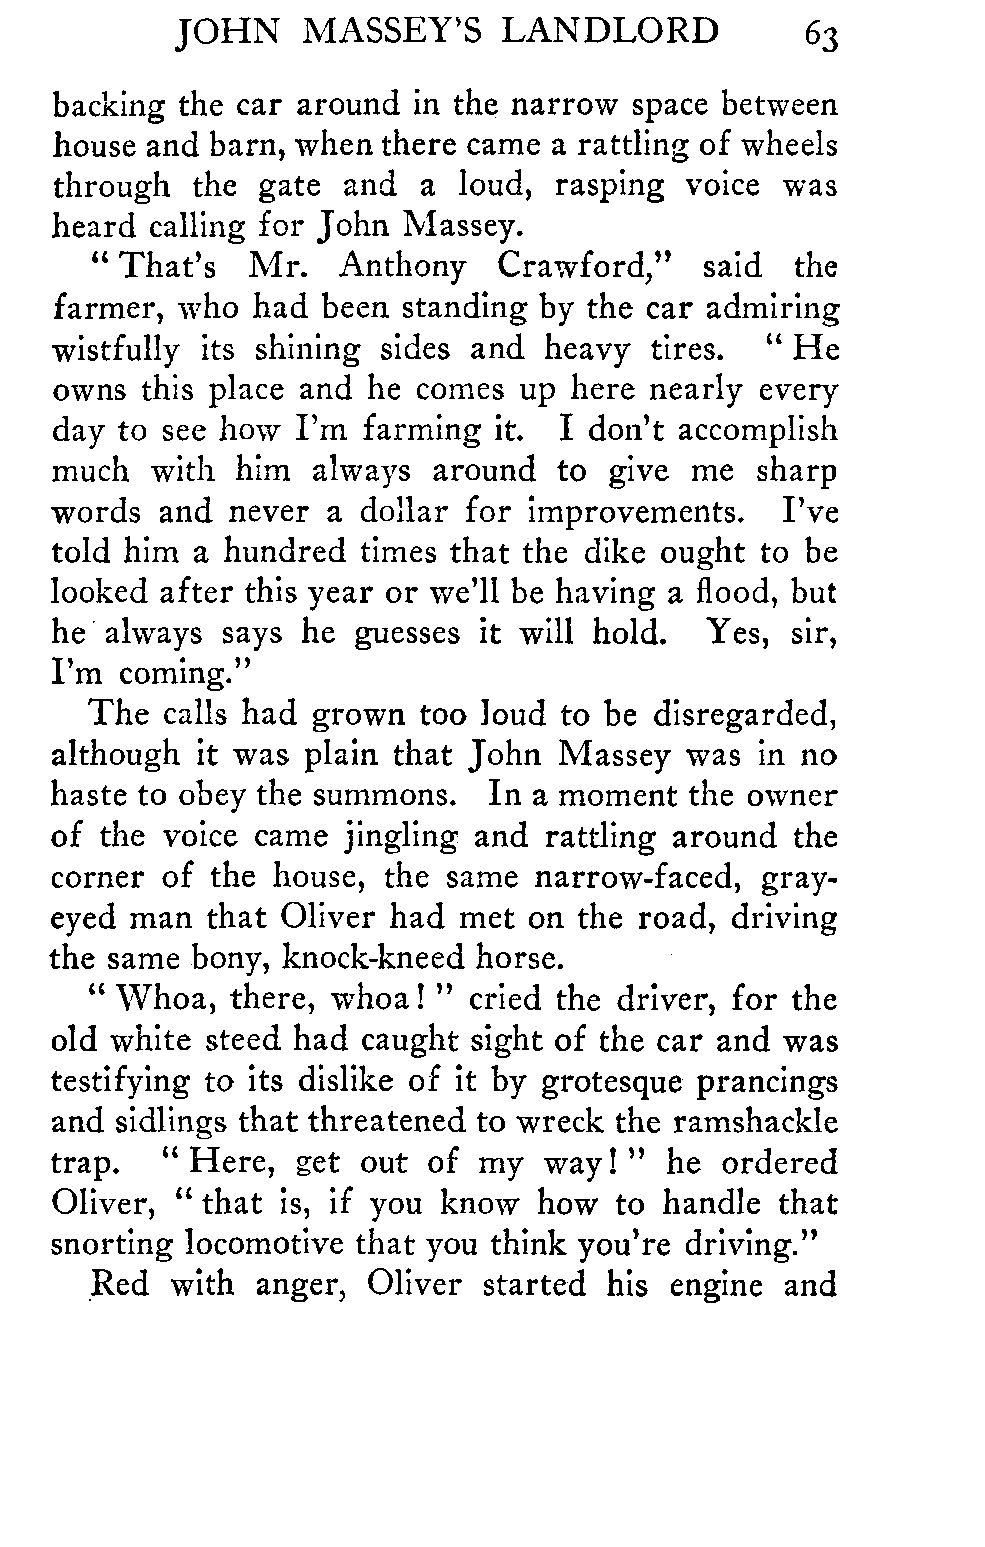 JOHN MASSEY'S LANDLORD 63
backing the car around in the narrow space between
house and barn, when there came a rattling of wheels
through the gate and a loud, rasping voice was
heard calling for John Massey.
" That's Mr. Anthony Crawford," said the
farmer, who had been standing by the car admiring
wistfully its shining sides and heavy tires. " He
owns this place and he comes up here nearly every
day to see how I'm farming it. I don't accomplish
much with him always around to give me sharp
words and never a dollar for improvements. I've
told him a hundred times that the dike ought to be
looked after this year or we'll be having a flood, but
he always says he guesses it will hold. Yes, sir,
I'm coming."
The calls had grown too loud to be disregarded,
although it was plain that John Massey was in no
haste to obey the summons. In a moment the owner
of the voice came jingling and rattling around the
corner of the house, the same narrow-faced, gray-
eyed man that Oliver had met on the road, driving
the same bony, knock-kneed horse.
" Whoa, there, whoa! " cried the driver, for the
old white steed had caught sight of the car and was
testifying to its dislike of it by grotesque prancings
and sidlings that threatened to wreck the ramshackle
trap. " Here, get out of my way! " he ordered
Oliver, " that is, if you know how to handle that
snorting locomotive that you think you're driving."
Red with anger, Oliver started his engine and